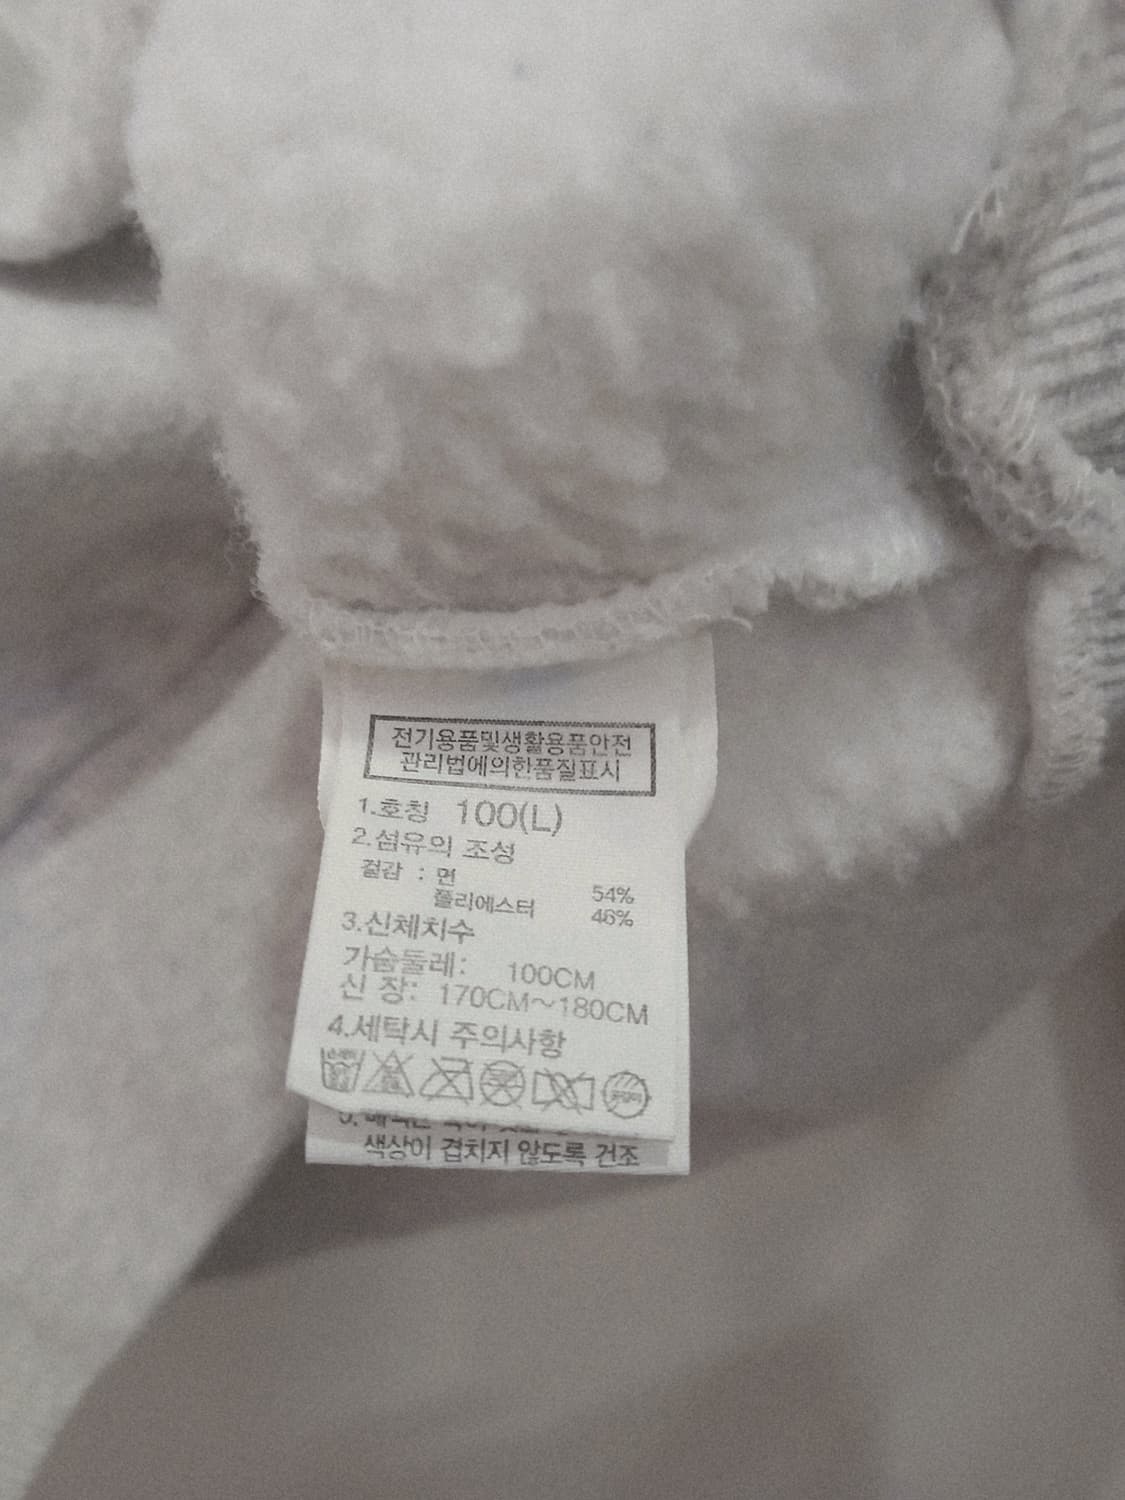 전기용품및생활용품안전
관리법에의한품질표시
1.호칭 100(L)
2.섬유의 조성
겉감 : 면 54%
폴리에스터 46%
3.신체치수
가슴둘레: 100CM
신 장: 170CM~180CM
4.세탁시 주의사항
색상이 겹치지 않도록 건조